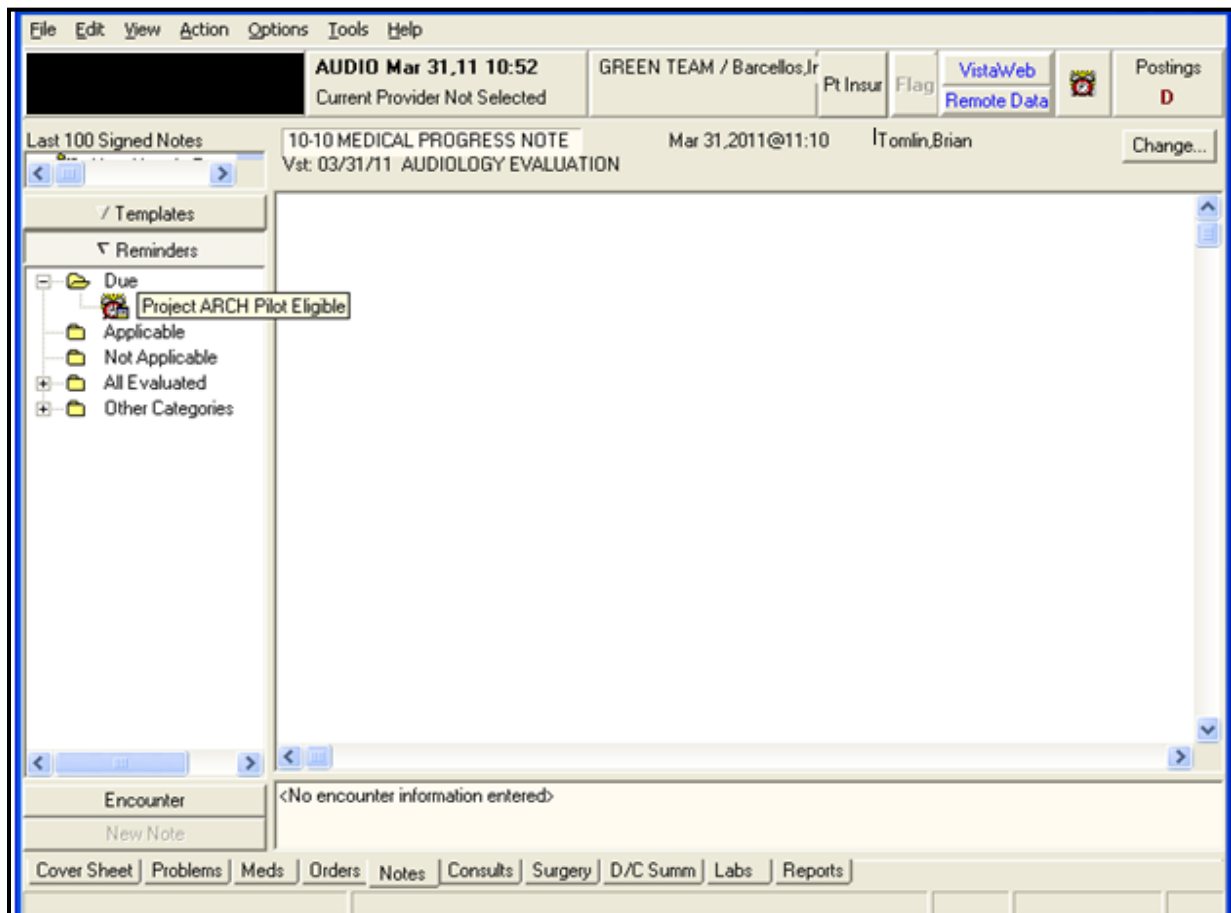 File Edit View Action Options Tools Help
AUDIO Mar 31,11 10:52
Current Provider Not Selected
GREEN TEAM / Barcellos,Ir
Pt Insur
Flag
VistaWeb
Remote Data
Postings
D
Last 100 Signed Notes
10-10 MEDICAL PROGRESS NOTE Mar 31,2011@11:10 Tomlin,Brian
Change...
Vst: 03/31/11 AUDIOLOGY EVALUATION
Templates
Reminders
Due
Project ARCH Pilot Eligible
Applicable
Not Applicable
All Evaluated
Other Categories
Encounter
<No encounter information entered>
New Note
Cover Sheet Problems Meds Orders Notes Consults Surgery D/C Summ Labs Reports